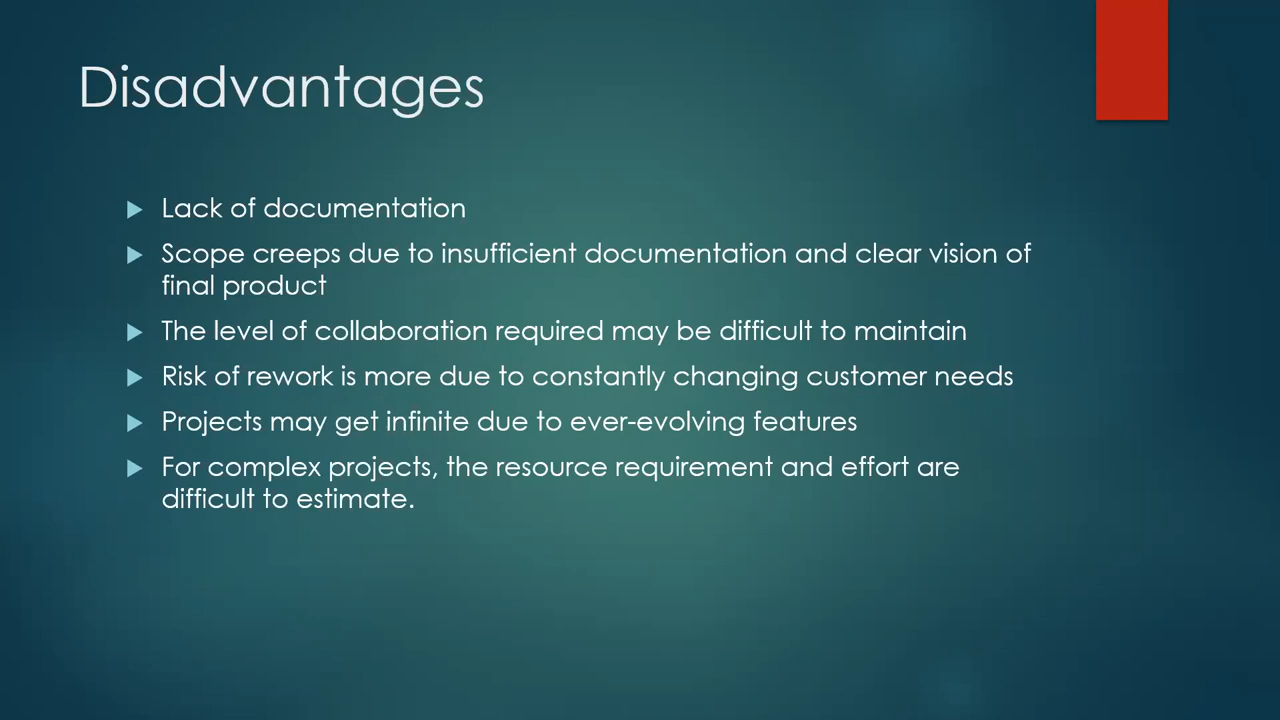 Disadvantages
Lack of documentation
Scope creeps due to insufficient documentation and clear vision of
final product
The level of collaboration required may be difficult to maintain
Risk of rework is more due to constantly changing customer needs
Projects may get infinite due to ever-evolving features
For complex projects, the resource requirement and effort are
difficult to estimate.